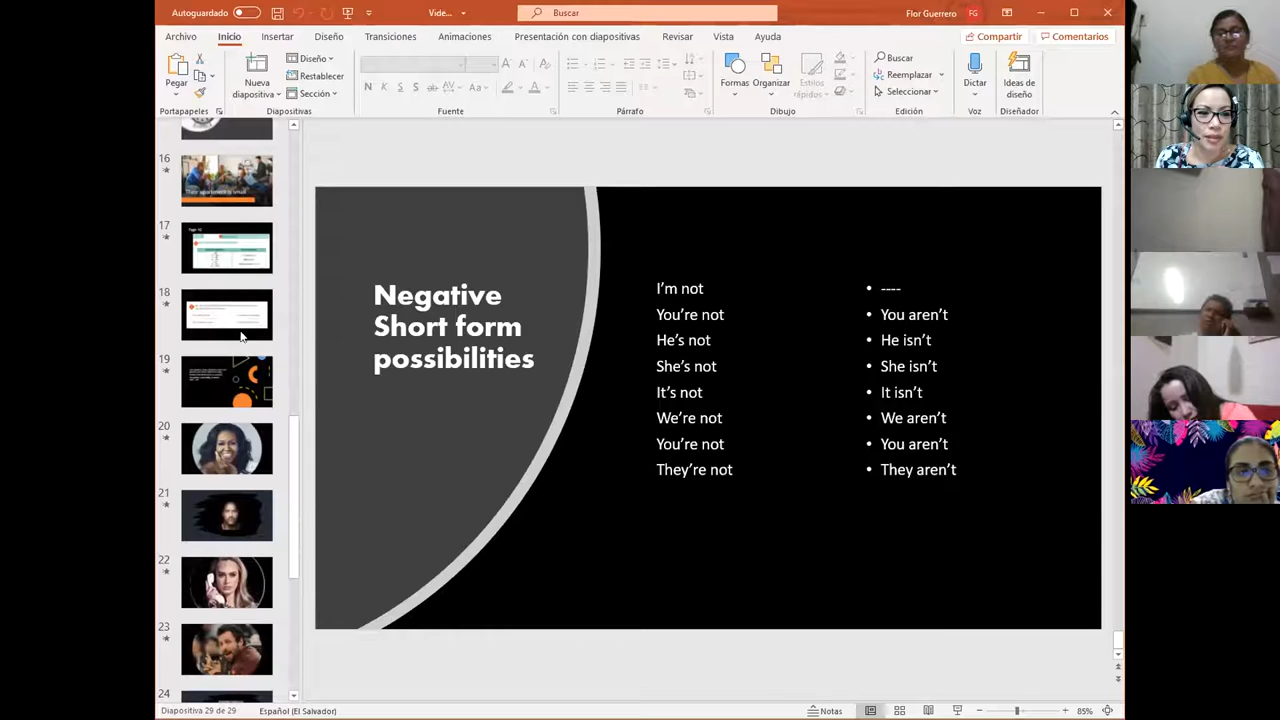 Autoguardado
Vide...
Buscar
Flor Guerrero
FG
Archivo
Inicio
Insertar
Diseño
Transiciones
Animaciones
Presentación con diapositivas
Revisar
Vista
Ayuda
Compartir
Comentarios
Pegar
Nueva
diapositiva
Diseño
Restablecer
Sección
N K S S ab AV Aa
Formas
Organizar
Estilos
rápidos
Buscar
Reemplazar
Seleccionar
Dictar
Ideas de
diseño
Portapapeles
Diapositivas
Fuente
Párrafo
Dibujo
Edición
Voz
Diseñador
16
17
18
19
20
21
22
23
24
Negative
Short form
possibilities
I'm not
You're not
He's not
She's not
It's not
We're not
You're not
They're not
• ----
• You aren't
• He isn't
• She isn't
• It isn't
• We aren't
• You aren't
• They aren't
Diapositiva 29 de 29
Español (El Salvador)
Notas
85%